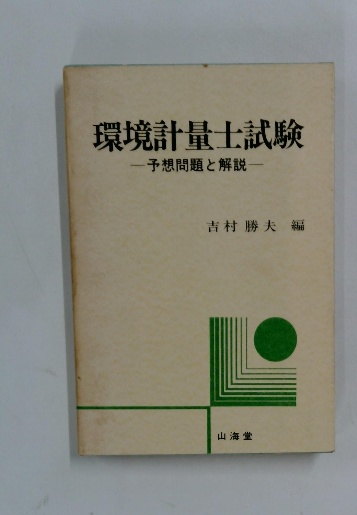 環境計量士試験
―予想問題と解説―
吉村勝夫 編
山海堂